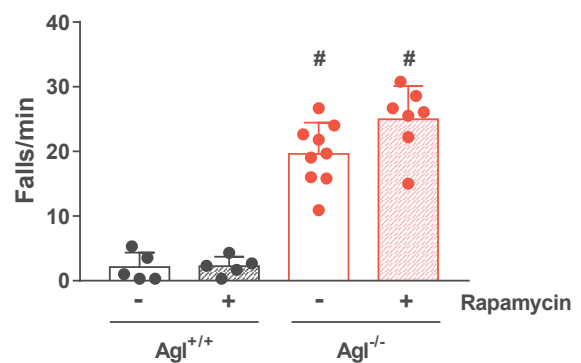 40
# #
30
20
10
0
Falls/min
- + - + Rapamycin
Agl+/+ Agl-/-